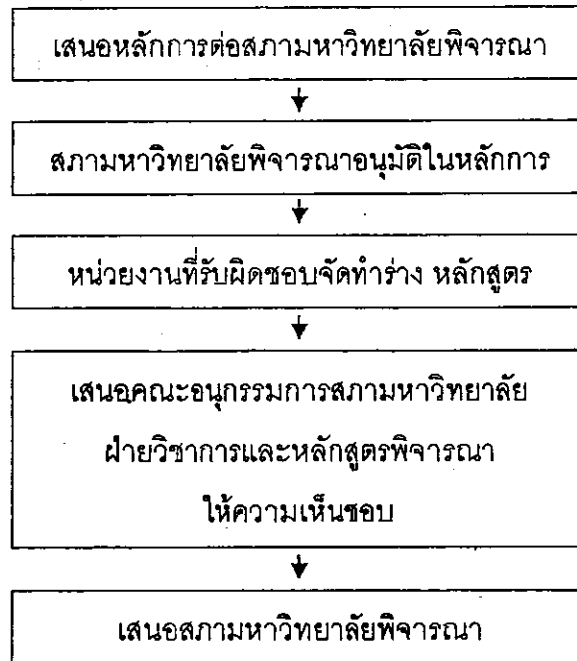 เสนอหลักการต่อสภามหาวิทยาลัยพิจารณา
สภามหาวิทยาลัยพิจารณาอนุมัติในหลักการ
หน่วยงานที่รับผิดชอบจัดทำร่าง หลักสูตร
เสนอคณะอนุกรรมการสภามหาวิทยาลัย
ฝ่ายวิชาการและหลักสูตรพิจารณา
ให้ความเห็นชอบ
เสนอสภามหาวิทยาลัยพิจารณา